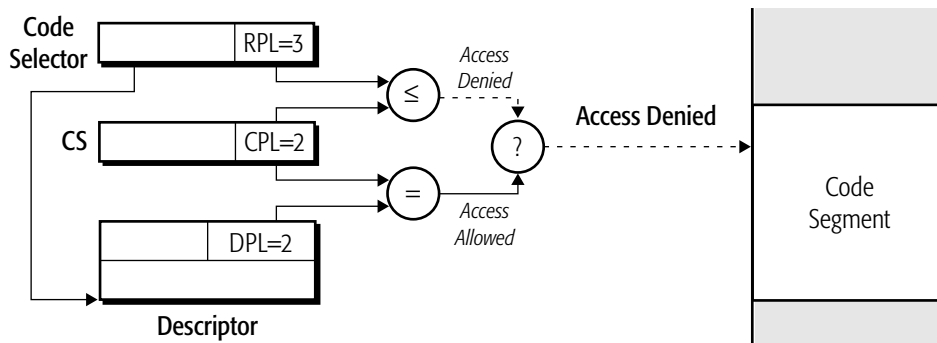 Code
Selector
RPL=3
≤
Access
Denied
CS
CPL=2
?
Access Denied
=
Access
Allowed
DPL=2
Descriptor
Code
Segment